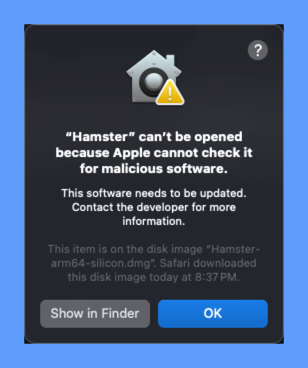 ?
“Hamster” can’t be opened
because Apple cannot check it
for malicious software.
This software needs to be updated.
Contact the developer for more
information.
This item is on the disk image “Hamster-
arm64-silicon.dmg”. Safari downloaded
this disk image today at 8:37 PM.
Show in Finder
OK